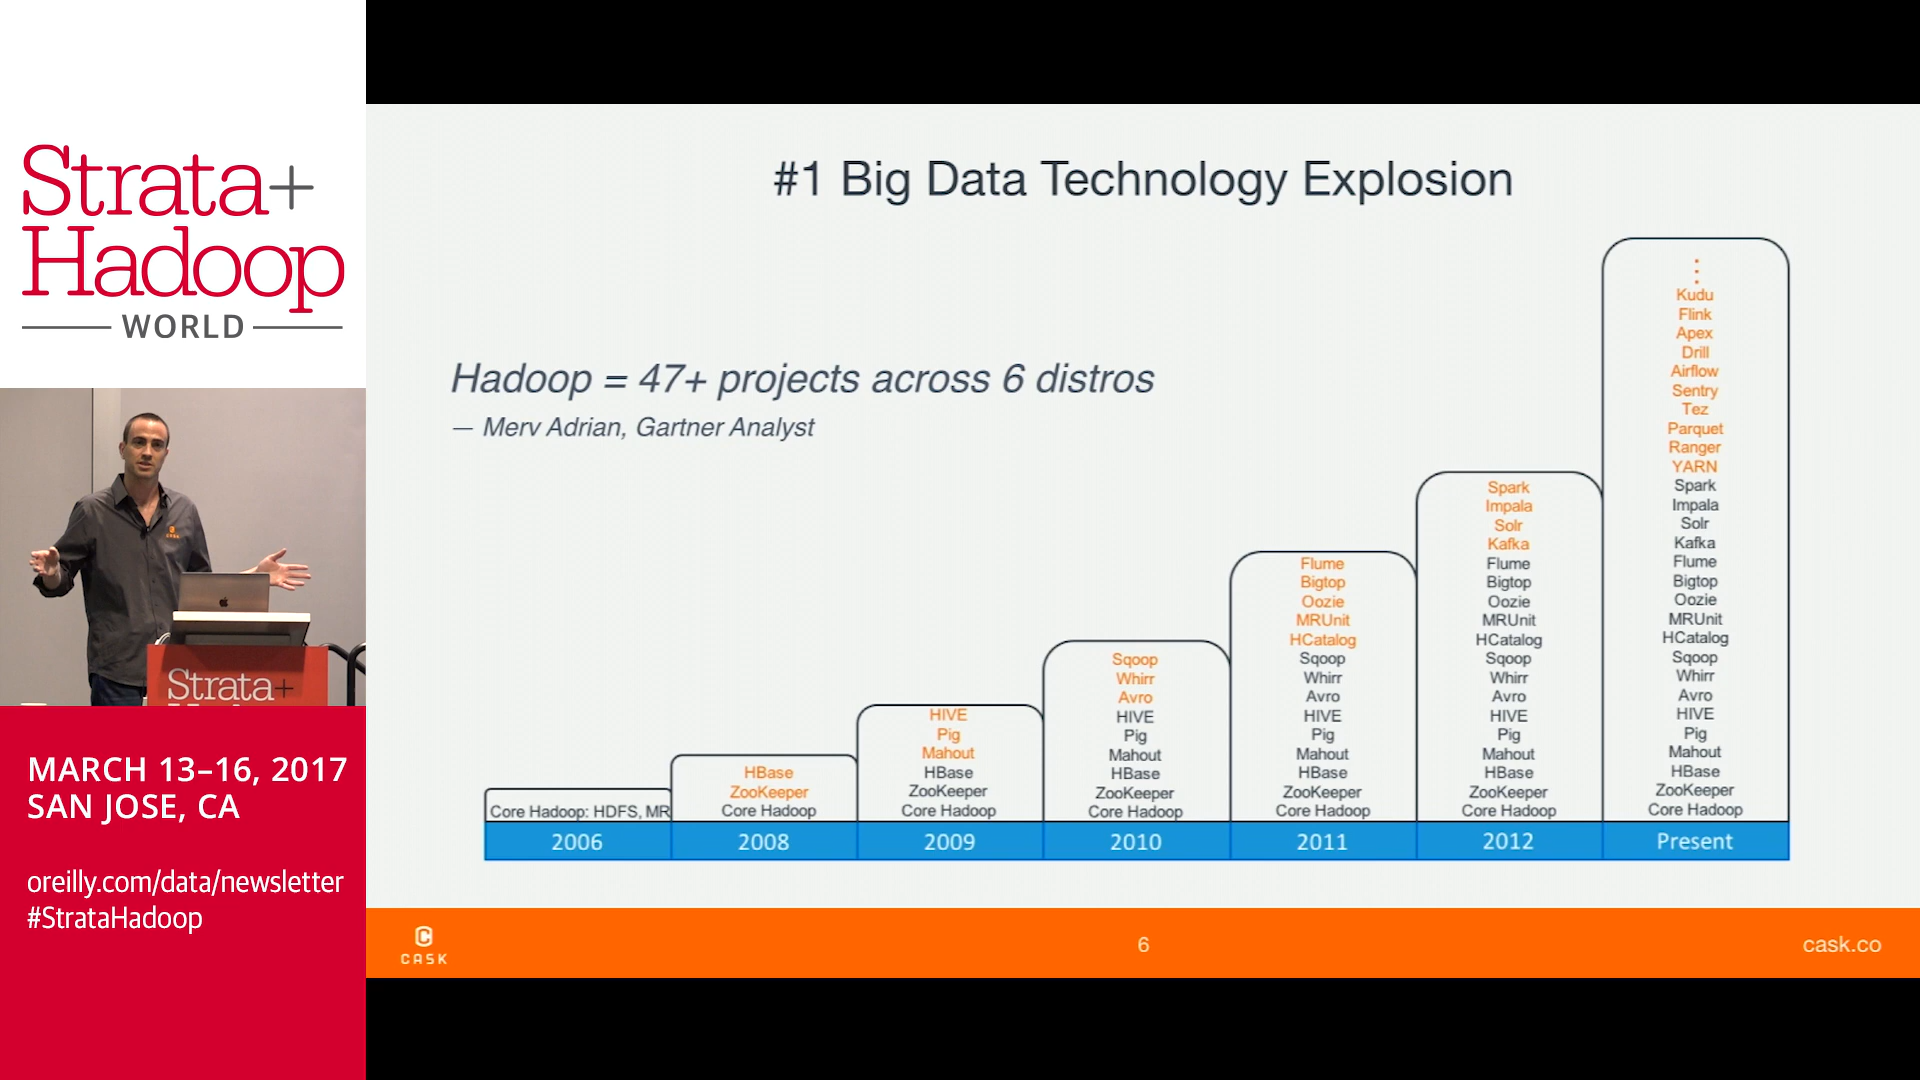 Strata+
Hadoop
WORLD
CASK
Strata+
MARCH 13–16, 2017
SAN JOSE, CA
oreilly.com/data/newsletter
#StrataHadoop
#1 Big Data Technology Explosion
Hadoop = 47+ projects across 6 distros
— Merv Adrian, Gartner Analyst
Core Hadoop: HDFS, MR
2006
HBase
ZooKeeper
Core Hadoop
2008
HIVE
Pig
Mahout
HBase
ZooKeeper
Core Hadoop
2009
Sqoop
Whirr
Avro
HIVE
Pig
Mahout
HBase
ZooKeeper
Core Hadoop
2010
Flume
Bigtop
Oozie
MRUnit
HCatalog
Sqoop
Whirr
Avro
HIVE
Pig
Mahout
HBase
ZooKeeper
Core Hadoop
2011
Spark
Impala
Solr
Kafka
Flume
Bigtop
Oozie
MRUnit
HCatalog
Sqoop
Whirr
Avro
HIVE
Pig
Mahout
HBase
ZooKeeper
Core Hadoop
2012
Kudu
Flink
Apex
Drill
Airflow
Sentry
Tez
Parquet
Ranger
YARN
Spark
Impala
Solr
Kafka
Flume
Bigtop
Oozie
MRUnit
HCatalog
Sqoop
Whirr
Avro
HIVE
Pig
Mahout
HBase
ZooKeeper
Core Hadoop
Present
CASK
6
cask.co